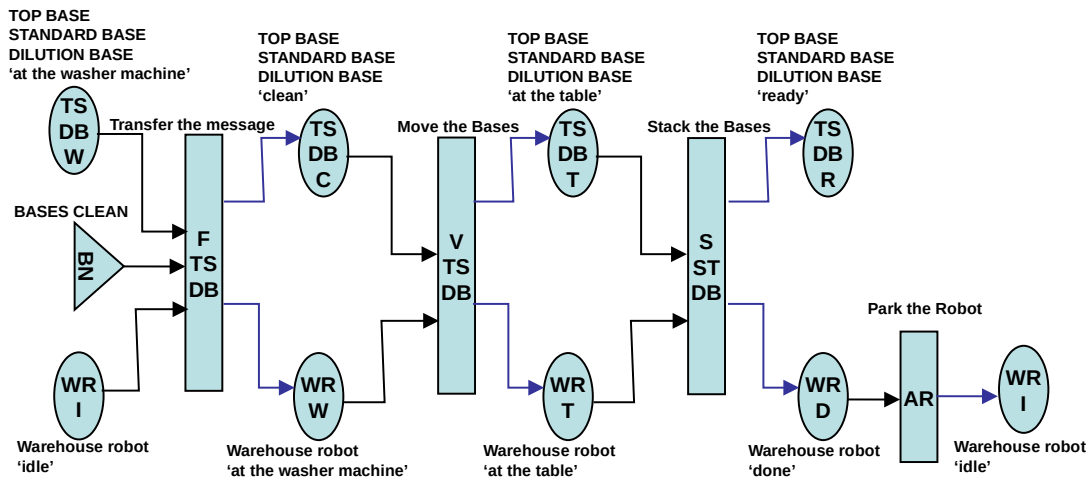 TOP BASE
STANDARD BASE
DILUTION BASE
‘at the washer machine’
TS
DB
W
Transfer the message
BASES CLEAN
BN
WR
I
Warehouse robot
‘idle’
F
TS
DB
TOP BASE
STANDARD BASE
DILUTION BASE
‘clean’
TS
DB
C
WR
W
Warehouse robot
‘at the washer machine’
Move the Bases
V
TS
DB
TOP BASE
STANDARD BASE
DILUTION BASE
‘at the table’
TS
DB
T
WR
T
Warehouse robot
‘at the table’
Stack the Bases
S
ST
DB
TOP BASE
STANDARD BASE
DILUTION BASE
‘ready’
TS
DB
R
WR
D
Warehouse robot
‘done’
Park the Robot
AR
WR
I
Warehouse robot
‘idle’